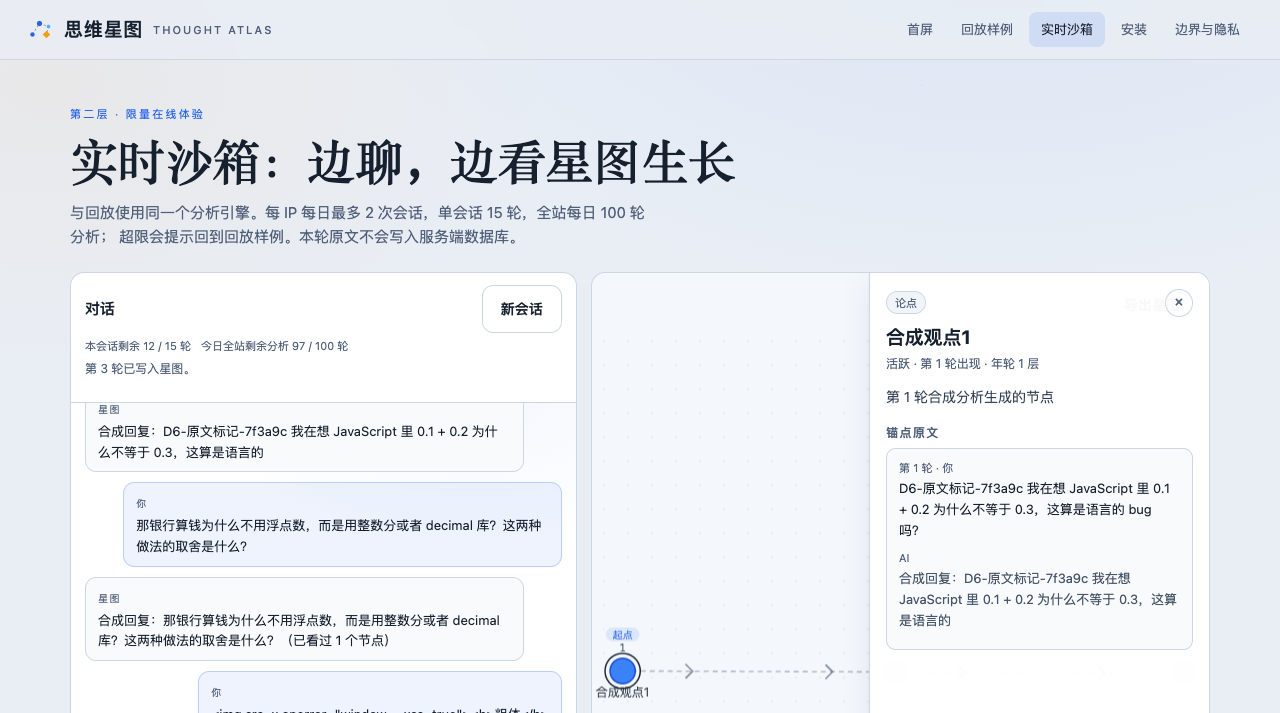 思维星图 THOUGHT ATLAS
首屏
回放样例
实时沙箱
安装
边界与隐私
第二层 · 限量在线体验
实时沙箱：边聊，边看星图生长
与回放使用同一个分析引擎。每 IP 每日最多 2 次会话，单会话 15 轮，全站每日 100 轮
分析； 超限会提示回到回放样例。本轮原文不会写入服务端数据库。
对话
新会话
本会话剩余 12 / 15 轮 今日全站剩余分析 97 / 100 轮
第 3 轮已写入星图。
星图
合成回复：D6-原文标记-7f3a9c 我在想 JavaScript 里 0.1 + 0.2 为什
么不等于 0.3，这算是语言的
你
那银行算钱为什么不用浮点数，而是用整数分或者 decimal 库？这两种
做法的取舍是什么？
星图
合成回复：那银行算钱为什么不用浮点数，而是用整数分或者 decimal
库？这两种做法的取舍是什么？（已看过 1 个节点）
你
起点
1
合成观点1
论点
导出
×
合成观点1
活跃 · 第 1 轮出现 · 年轮 1 层
第 1 轮合成分析生成的节点
锚点原文
第 1 轮 · 你
D6-原文标记-7f3a9c 我在想 JavaScript 里 0.1
+ 0.2 为什么不等于 0.3，这算是语言的 bug
吗？
AI
合成回复：D6-原文标记-7f3a9c 我在想
JavaScript 里 0.1 + 0.2 为什么不等于 0.3，这算
是语言的